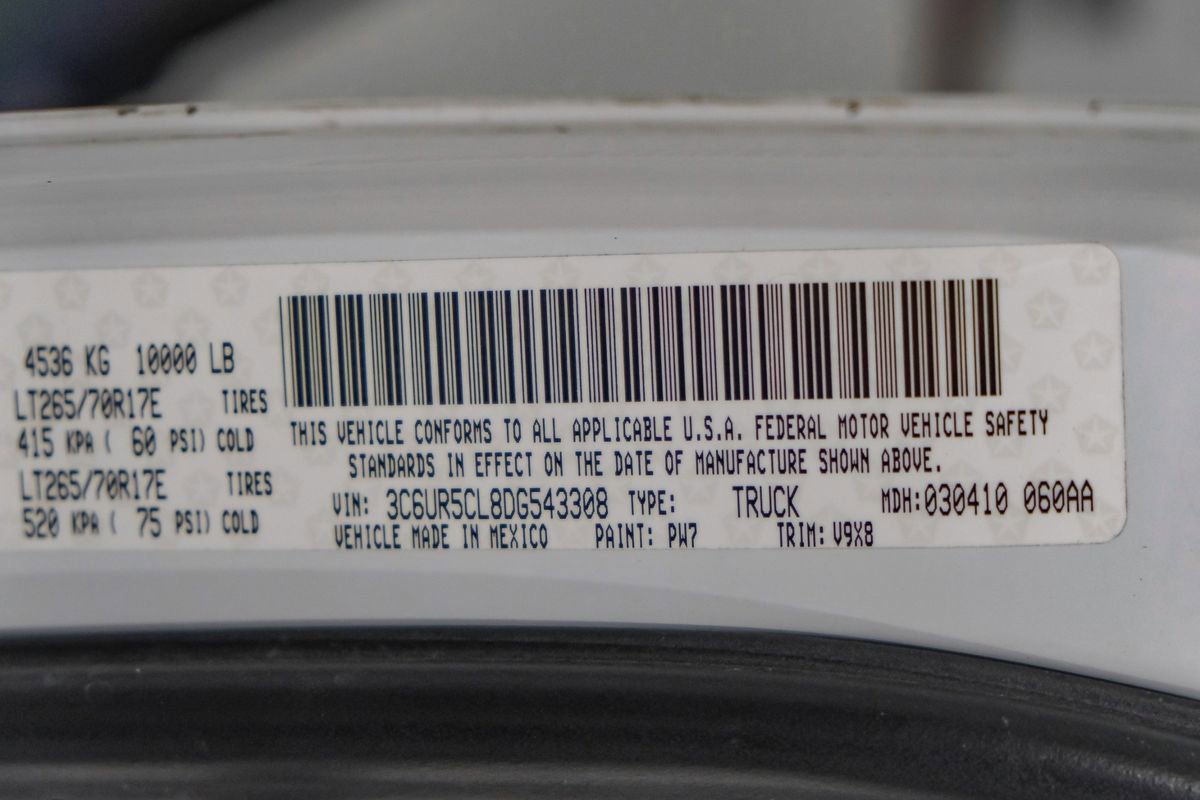 4536 KG 10000 LB
LT265/70R17E TIRES
415 KPA ( 60 PSI) COLD
LT265/70R17E TIRES
520 KPA ( 75 PSI) COLD
THIS VEHICLE CONFORMS TO ALL APPLICABLE U.S.A. FEDERAL MOTOR VEHICLE SAFETY
STANDARDS IN EFFECT ON THE DATE OF MANUFACTURE SHOWN ABOVE.
VIN: 3C6UR5CL8DG543308 TYPE: TRUCK MDH:030410 060AA
VEHICLE MADE IN MEXICO PAINT: PW7 TRIM: V9X8